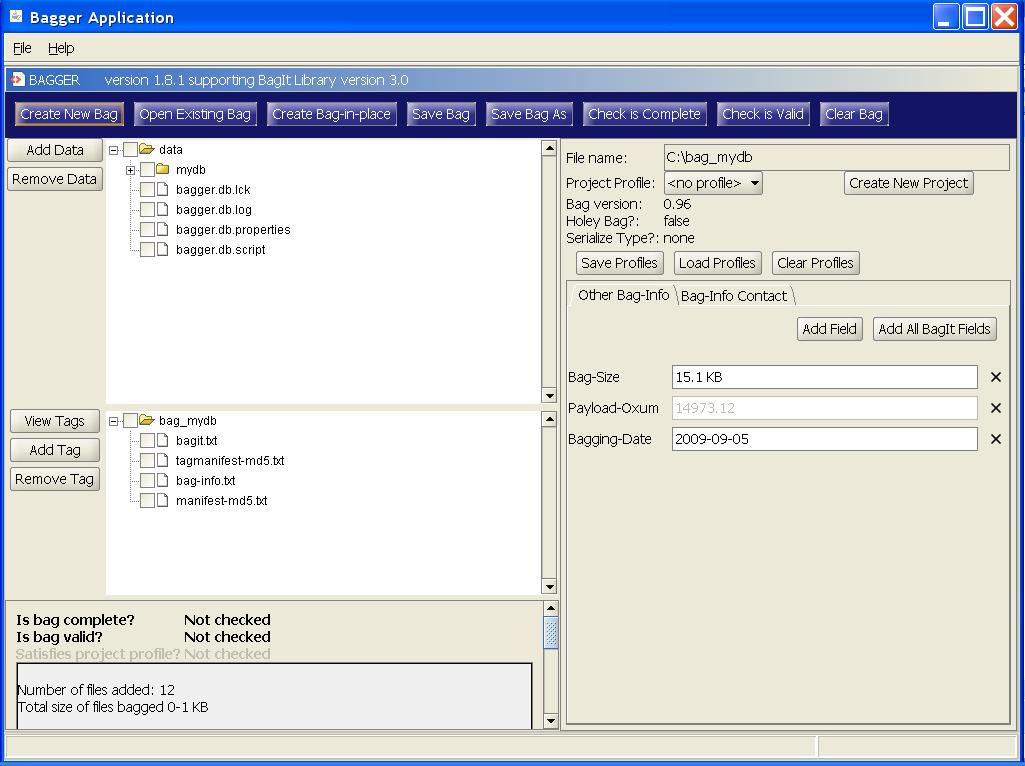 Bagger Application
File Help
BAGGER version 1.8.1 supporting BagIt Library version 3.0
Create New Bag Open Existing Bag Create Bag-in-place Save Bag Save Bag As Check is Complete Check is Valid Clear Bag
Add Data
Remove Data
data
mydb
bagger.db.lck
bagger.db.log
bagger.db.properties
bagger.db.script
View Tags
Add Tag
Remove Tag
bag_mydb
bagit.txt
tagmanifest-md5.txt
bag-info.txt
manifest-md5.txt
Is bag complete? Not checked
Is bag valid? Not checked
Satisfies project profile? Not checked
Number of files added: 12
Total size of files bagged 0-1 KB
File name: C:\bag_mydb
Project Profile: <no profile> Create New Project
Bag version: 0.96
Holey Bag?: false
Serialize Type?: none
Save Profiles Load Profiles Clear Profiles
Other Bag-Info Bag-Info Contact
Add Field Add All BagIt Fields
Bag-Size 15.1 KB
Payload-Oxum 14973.12
Bagging-Date 2009-09-05